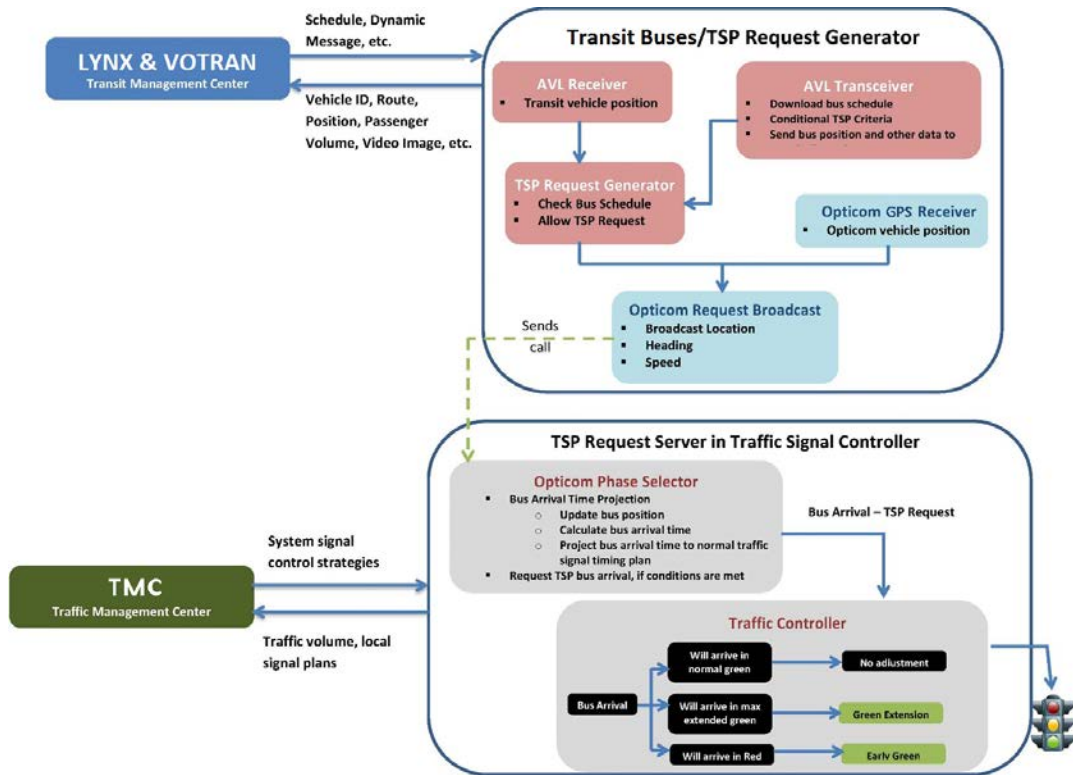 Schedule, Dynamic
Message, etc.
LYNX & VOTRAN
Transit Management Center
Vehicle ID, Route,
Position, Passenger
Volume, Video Image, etc.
Transit Buses/TSP Request Generator
AVL Receiver
▪ Transit vehicle position
AVL Transceiver
▪ Download bus schedule
▪ Conditional TSP Criteria
▪ Send bus position and other data to
TSP Request Generator
▪ Check Bus Schedule
▪ Allow TSP Request
Opticom GPS Receiver
▪ Opticom vehicle position
Opticom Request Broadcast
▪ Broadcast Location
▪ Heading
▪ Speed
Sends
call
TSP Request Server in Traffic Signal Controller
Opticom Phase Selector
▪ Bus Arrival Time Projection
o Update bus position
o Calculate bus arrival time
o Project bus arrival time to normal traffic
signal timing plan
▪ Request TSP bus arrival, if conditions are met
Bus Arrival – TSP Request
System signal
control strategies
TMC
Traffic Management Center
Traffic volume, local
signal plans
Traffic Controller
Bus Arrival
Will arrive in
normal green
No adjustment
Will arrive in max
extended green
Green Extension
Will arrive in Red
Early Green